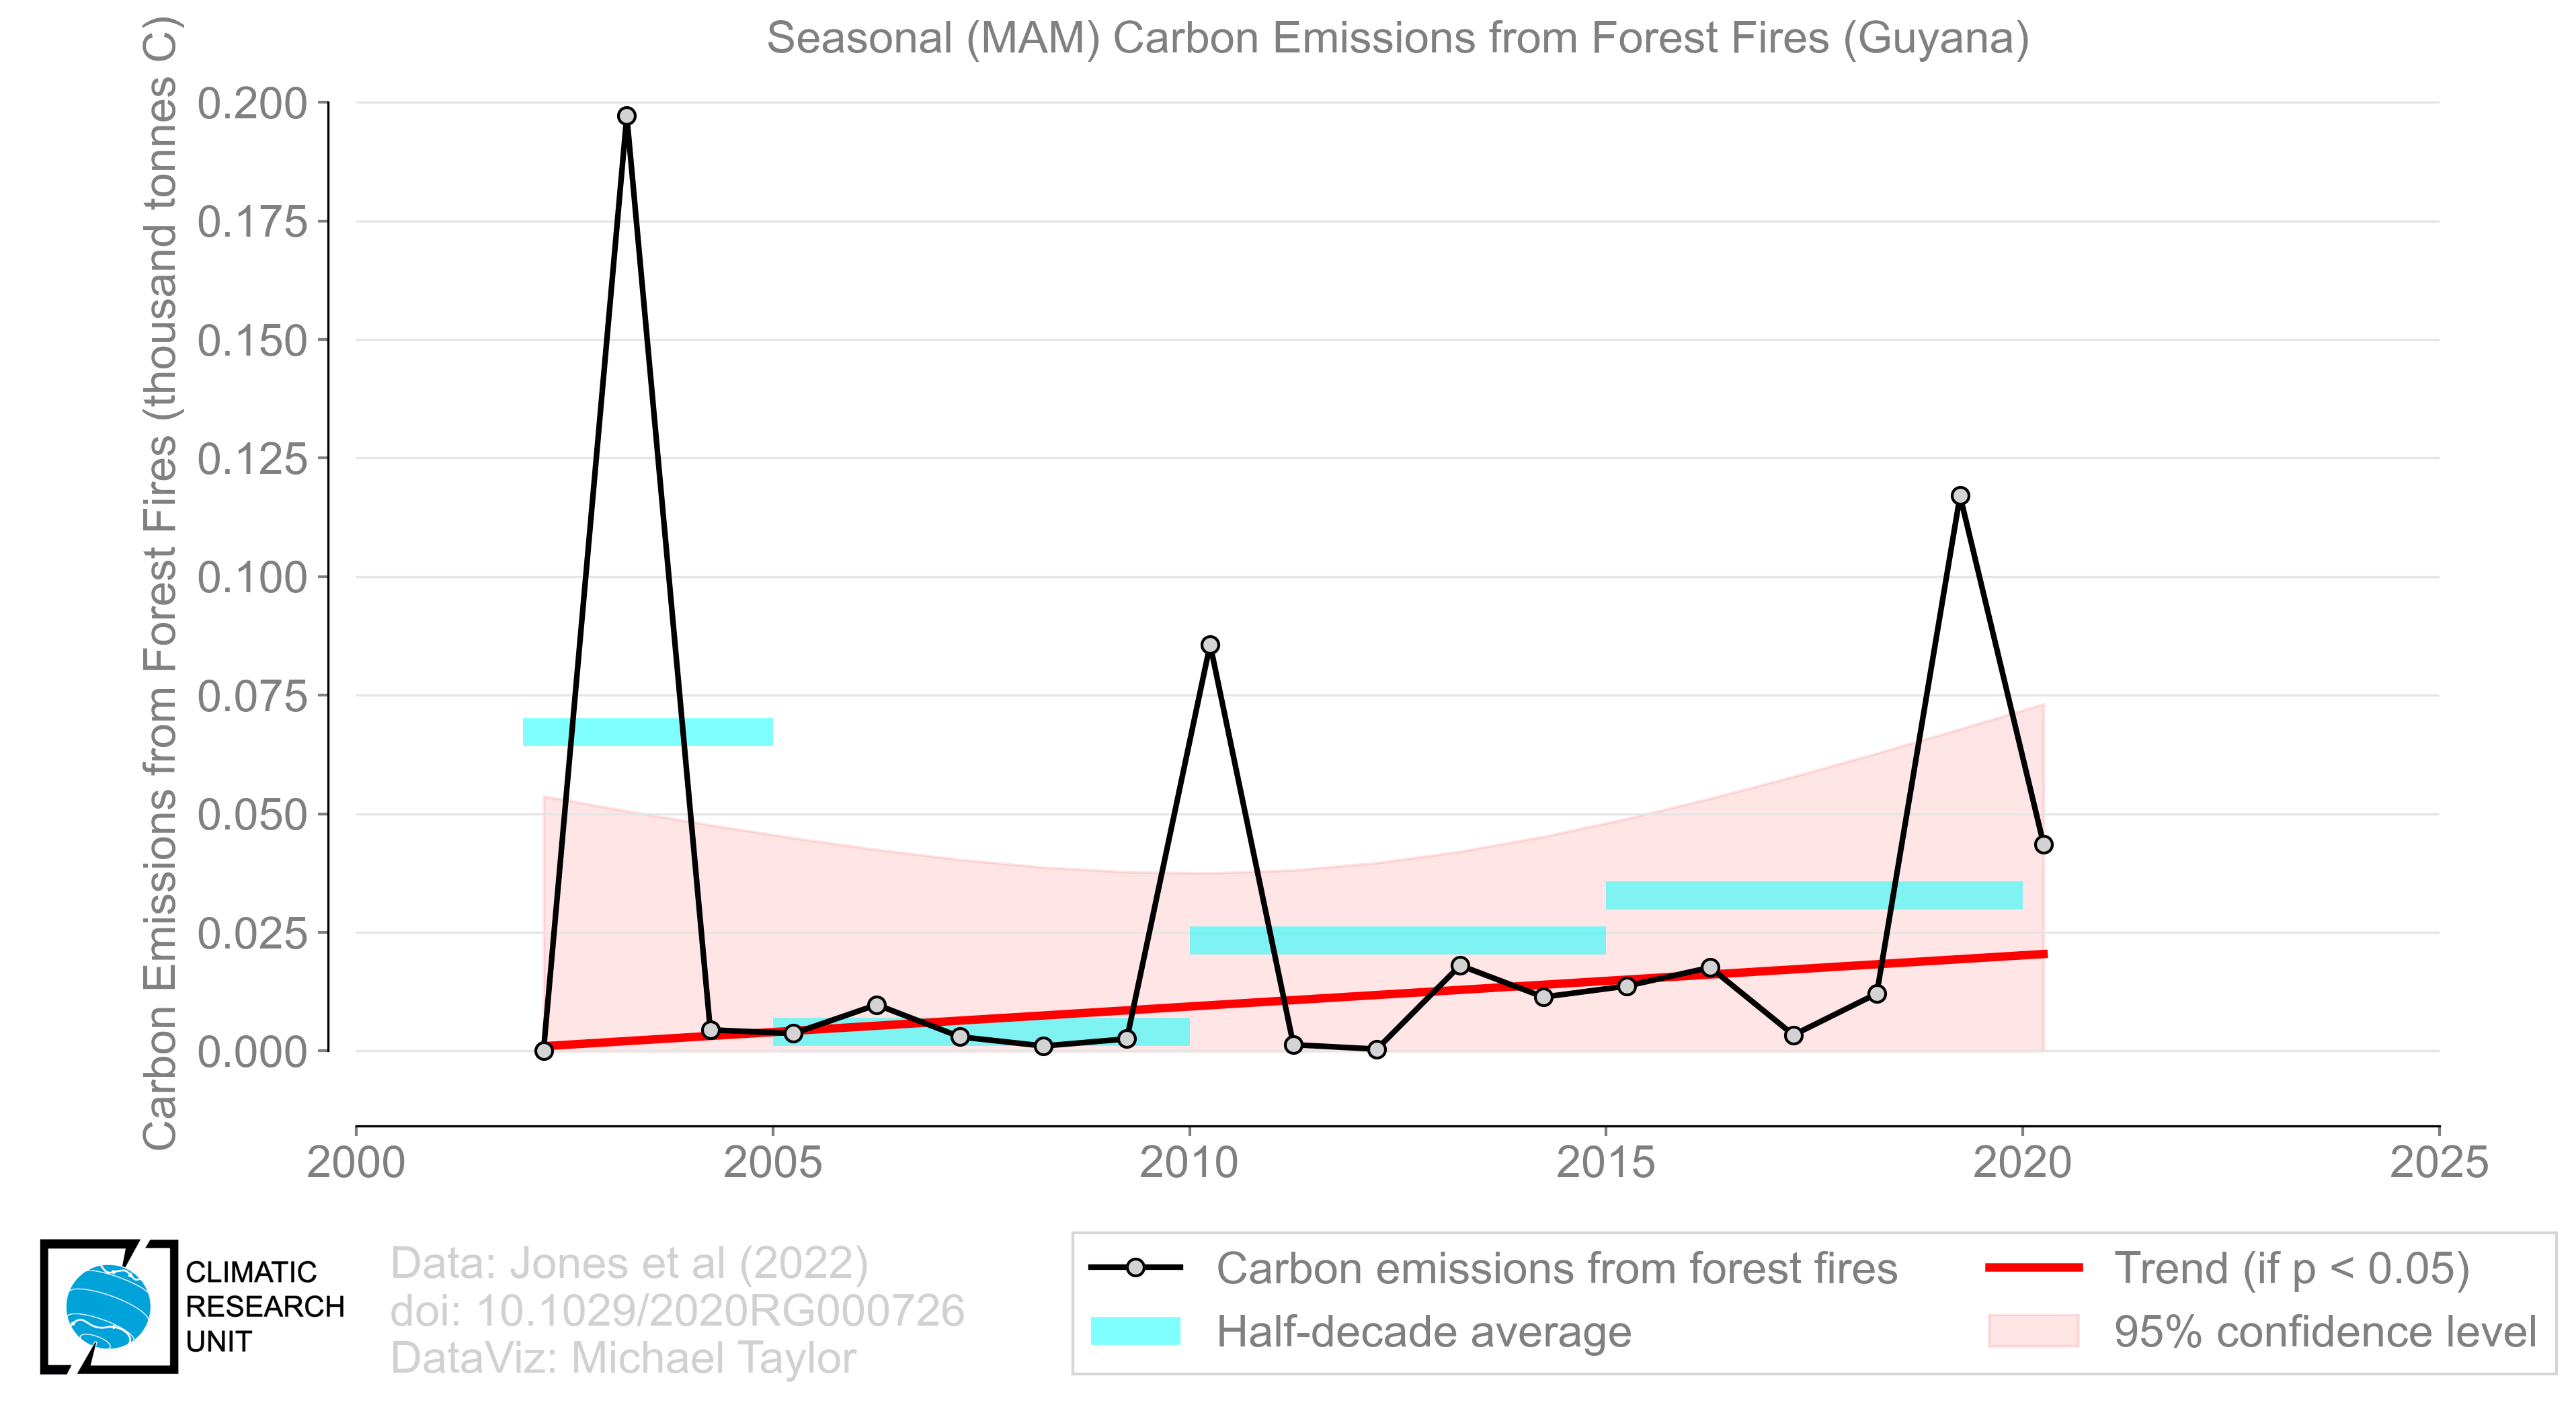 Seasonal (MAM) Carbon Emissions from Forest Fires (Guyana)
Carbon Emissions from Forest Fires (thousand tonnes C)
0.200
0.175
0.150
0.125
0.100
0.075
0.050
0.025
0.000
2000
2005
2010
2015
2020
2025
CLIMATIC
RESEARCH
UNIT
Data: Jones et al (2022)
doi: 10.1029/2020RG000726
DataViz: Michael Taylor
Carbon emissions from forest fires
Half-decade average
Trend (if p < 0.05)
95% confidence level